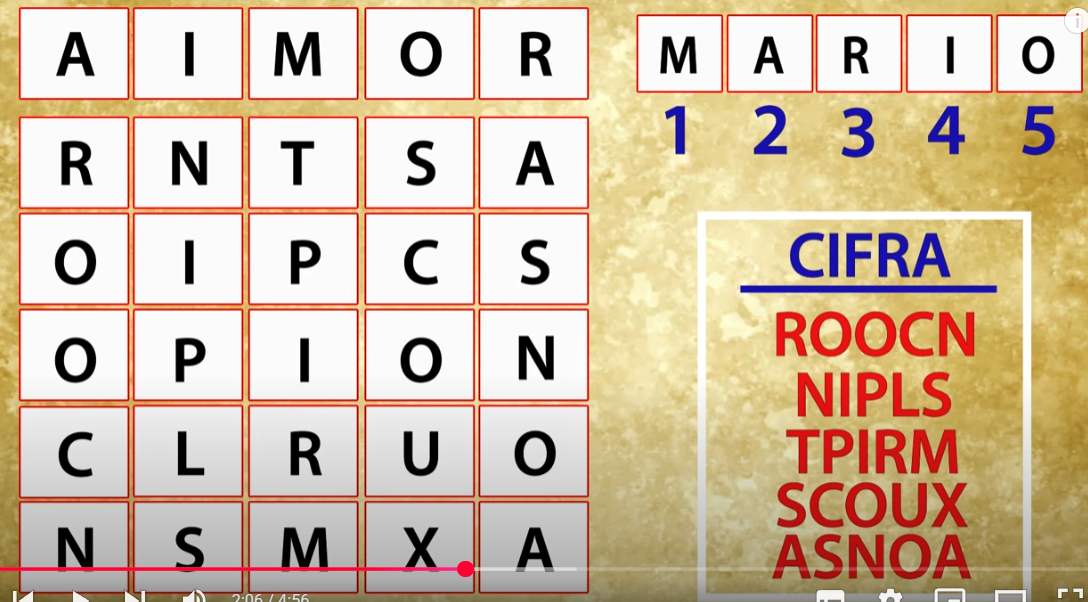 A I M O R
M A R I O
1 2 3 4 5
R N T S A
O I P C S
O P I O N
C L R U O
N S M X A
CIFRA
ROOCN
NIPLS
TPIRM
SCOUX
ASNOA
2:06 / 4:56